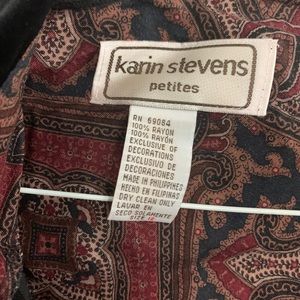 karin stevens
petites
RN 69084
100% RAYON
100% RAYON
EXCLUSIVE OF
DECORATIONS
EXCLUSIVO DE
DECORACIONES
MADE IN PHILIPPINES
HECHO EN FILIPINAS
DRY CLEAN ONLY
LAVAR EN
SECO SOLAMENTE
SIZE